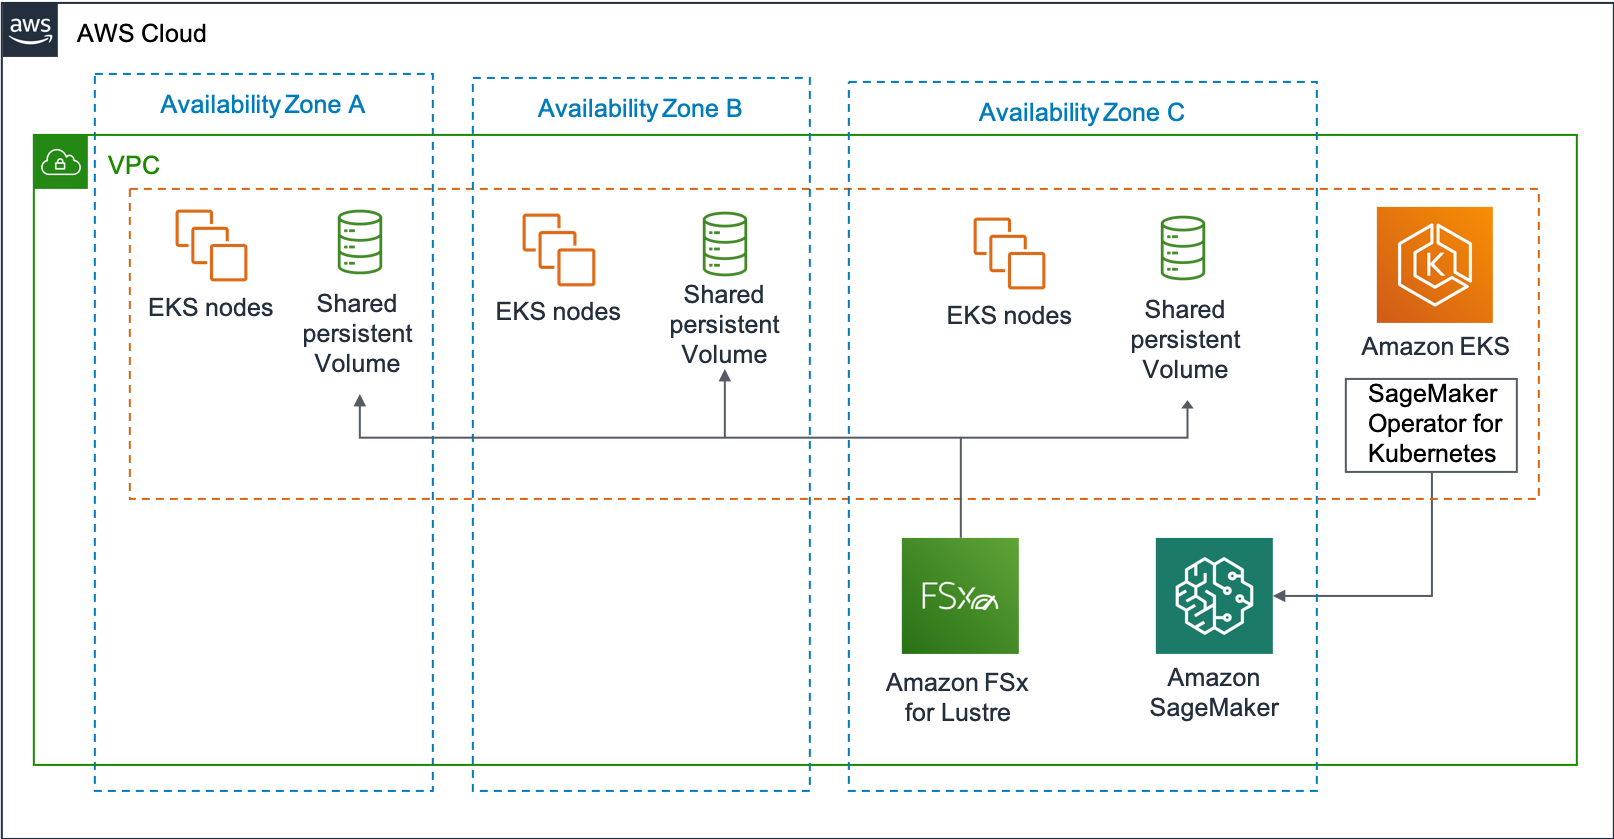 aws
AWS Cloud
Availability Zone A
Availability Zone B
Availability Zone C
VPC
EKS nodes
Shared
persistent
Volume
EKS nodes
Shared
persistent
Volume
EKS nodes
Shared
persistent
Volume
K
Amazon EKS
SageMaker
Operator for
Kubernetes
FSx
Amazon FSx
for Lustre
Amazon
SageMaker